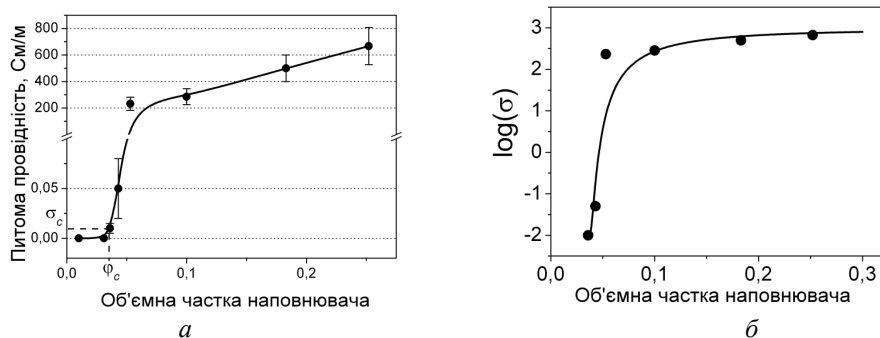 Питома провідність, См/м
800
600
400
200
0,05
σc
0,00
0,0
φc
0,1
0,2
Об'ємна частка наповнювача
а
log(σ)
3
2
1
0
-1
-2
0,0
0,1
0,2
0,3
Об'ємна частка наповнювача
б